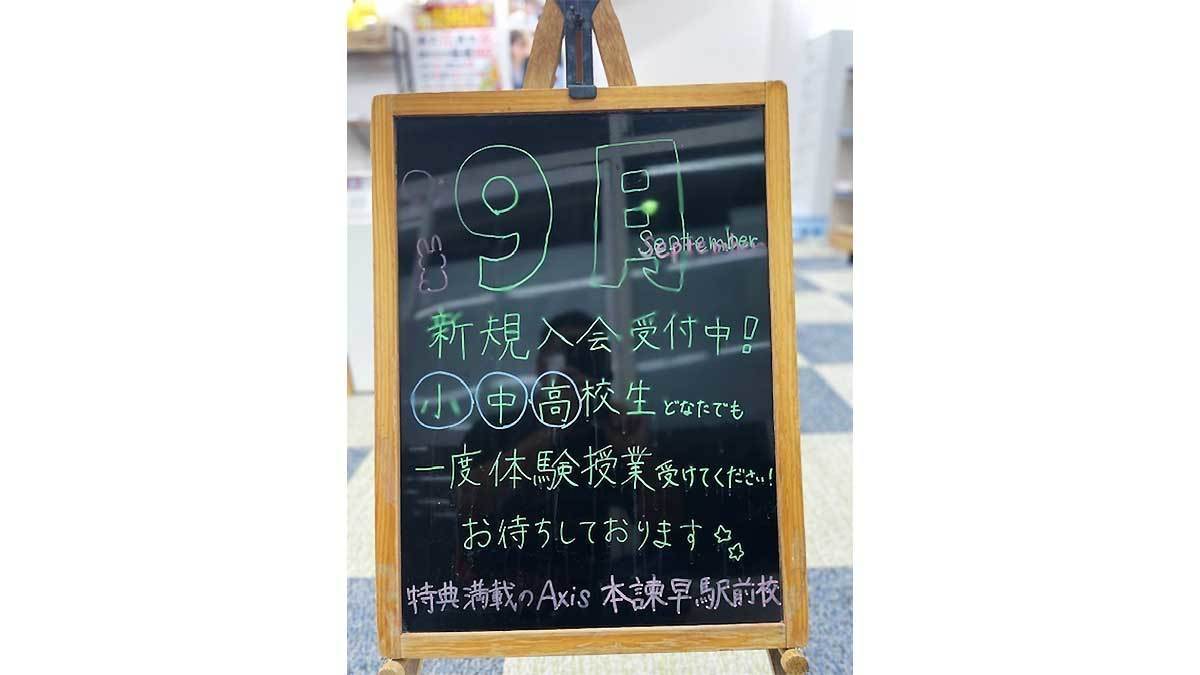 9月
September
新規入会受付中!
小中高校生どなたでも
一度体験授業受けてください!
お待ちしております
特典満載のAxis 本諫早駅前校